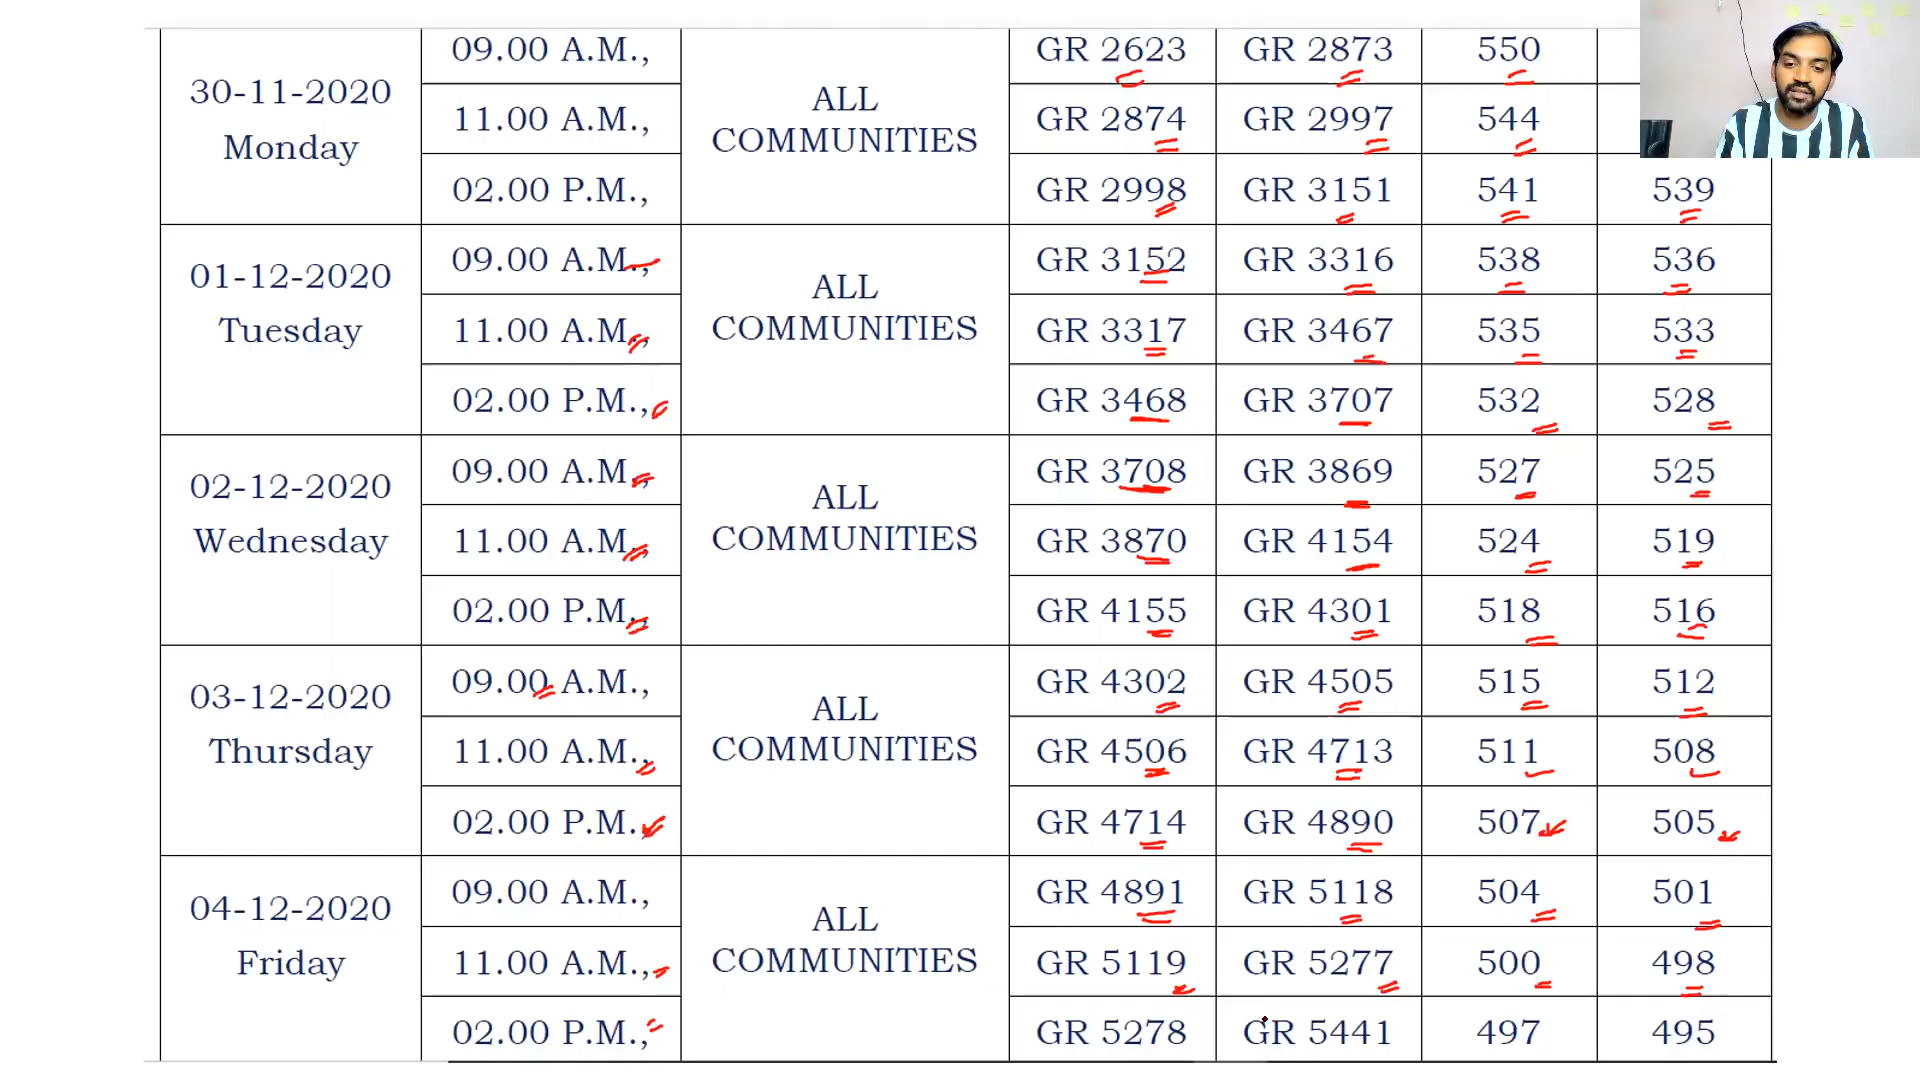 09.00 A.M., GR 2623 GR 2873 550
30-11-2020
Monday
11.00 A.M., ALL COMMUNITIES GR 2874 GR 2997 544
02.00 P.M., GR 2998 GR 3151 541 539
01-12-2020
Tuesday
09.00 A.M., GR 3152 GR 3316 538 536
11.00 A.M., ALL COMMUNITIES GR 3317 GR 3467 535 533
02.00 P.M., GR 3468 GR 3707 532 528
02-12-2020
Wednesday
09.00 A.M., GR 3708 GR 3869 527 525
11.00 A.M., ALL COMMUNITIES GR 3870 GR 4154 524 519
02.00 P.M., GR 4155 GR 4301 518 516
03-12-2020
Thursday
09.00 A.M., GR 4302 GR 4505 515 512
11.00 A.M., ALL COMMUNITIES GR 4506 GR 4713 511 508
02.00 P.M., GR 4714 GR 4890 507 505
04-12-2020
Friday
09.00 A.M., GR 4891 GR 5118 504 501
11.00 A.M., ALL COMMUNITIES GR 5119 GR 5277 500 498
02.00 P.M., GR 5278 GR 5441 497 495